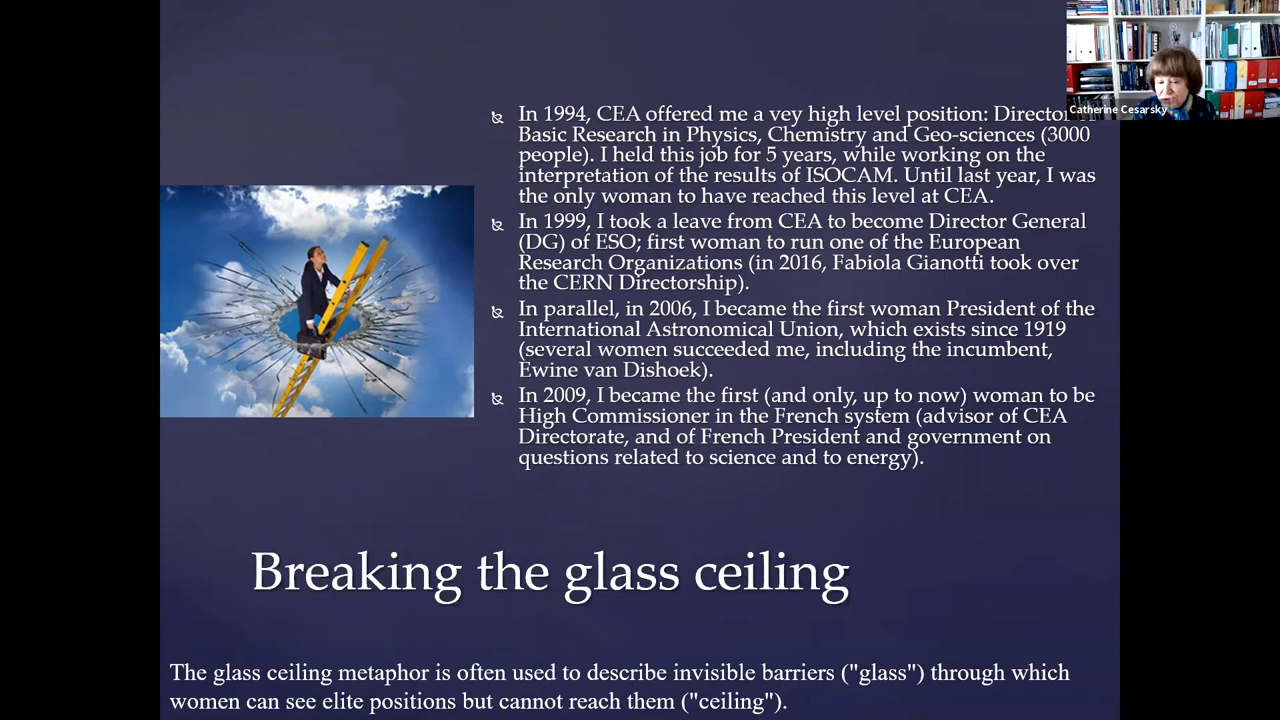 Catherine Cesarsky
In 1994, CEA offered me a vey high level position: Director
Basic Research in Physics, Chemistry and Geo-sciences (3000
people). I held this job for 5 years, while working on the
interpretation of the results of ISOCAM. Until last year, I was
the only woman to have reached this level at CEA.
In 1999, I took a leave from CEA to become Director General
(DG) of ESO; first woman to run one of the European
Research Organizations (in 2016, Fabiola Gianotti took over
the CERN Directorship).
In parallel, in 2006, I became the first woman President of the
International Astronomical Union, which exists since 1919
(several women succeeded me, including the incumbent,
Ewine van Dishoek).
In 2009, I became the first (and only, up to now) woman to be
High Commissioner in the French system (advisor of CEA
Directorate, and of French President and government on
questions related to science and to energy).
Breaking the glass ceiling
The glass ceiling metaphor is often used to describe invisible barriers ("glass") through which
women can see elite positions but cannot reach them ("ceiling").